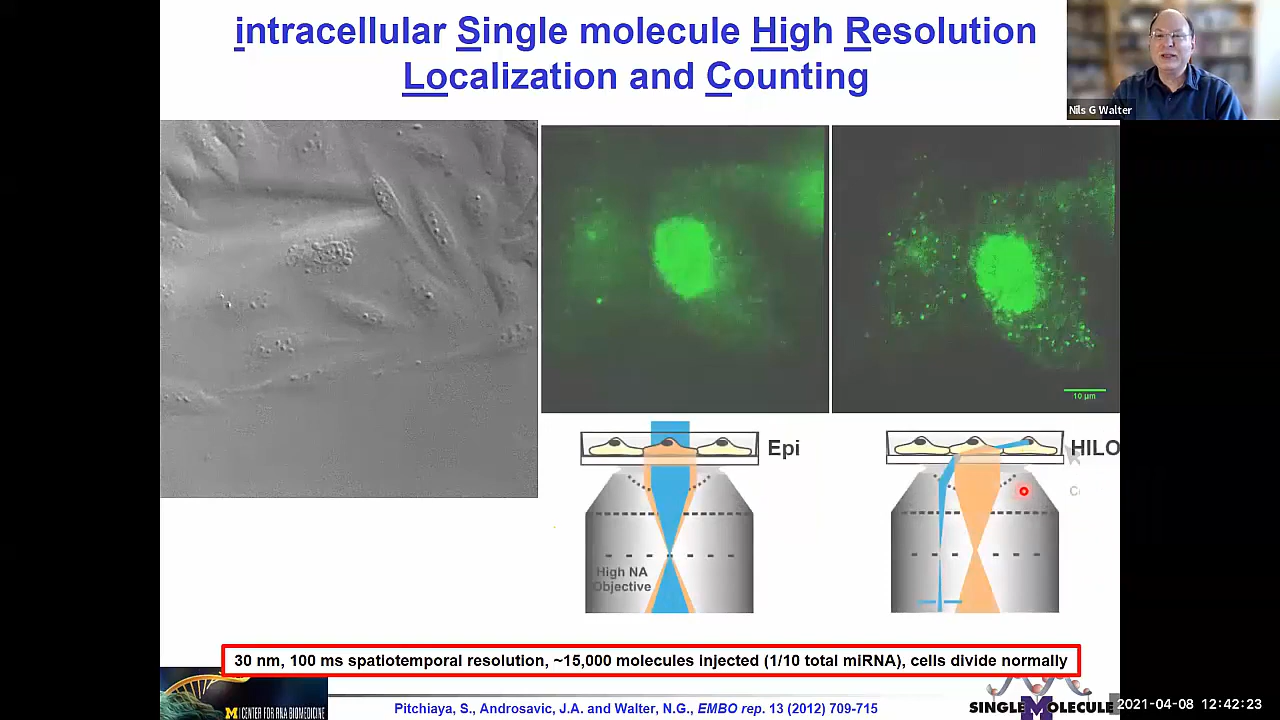 intracellular Single molecule High Resolution
Localization and Counting
Nils G Walter
10 µm
Epi
HILO
High NA
Objective
30 nm, 100 ms spatiotemporal resolution, ~15,000 molecules injected (1/10 total miRNA), cells divide normally
M CENTER FOR RNA BIOMEDICINE
Pitchiaya, S., Androsavic, J.A. and Walter, N.G., EMBO rep. 13 (2012) 709-715
SINGLE MOLECULE
2021-04-08 12:42:23